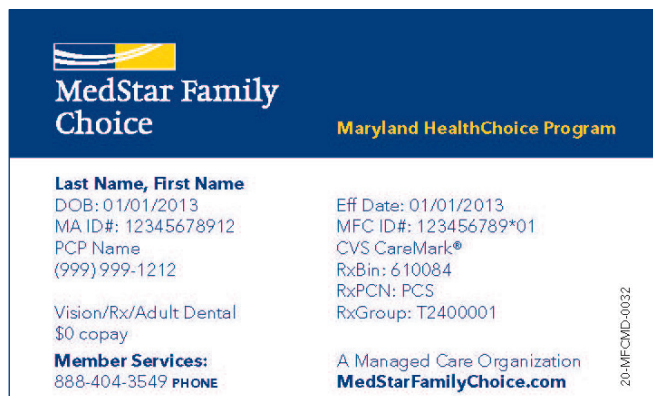 MedStar Family
Choice
Maryland HealthChoice Program
Last Name, First Name
DOB: 01/01/2013
MA ID#: 12345678912
PCP Name
(999) 999-1212
Vision/Rx/Adult Dental
$0 copay
Member Services:
888-404-3549 PHONE
Eff Date: 01/01/2013
MFC ID#: 123456789*01
CVS CareMark®
RxBin: 610084
RxPCN: PCS
RxGroup: T2400001
A Managed Care Organization
MedStarFamilyChoice.com
20-MFCMD-0032